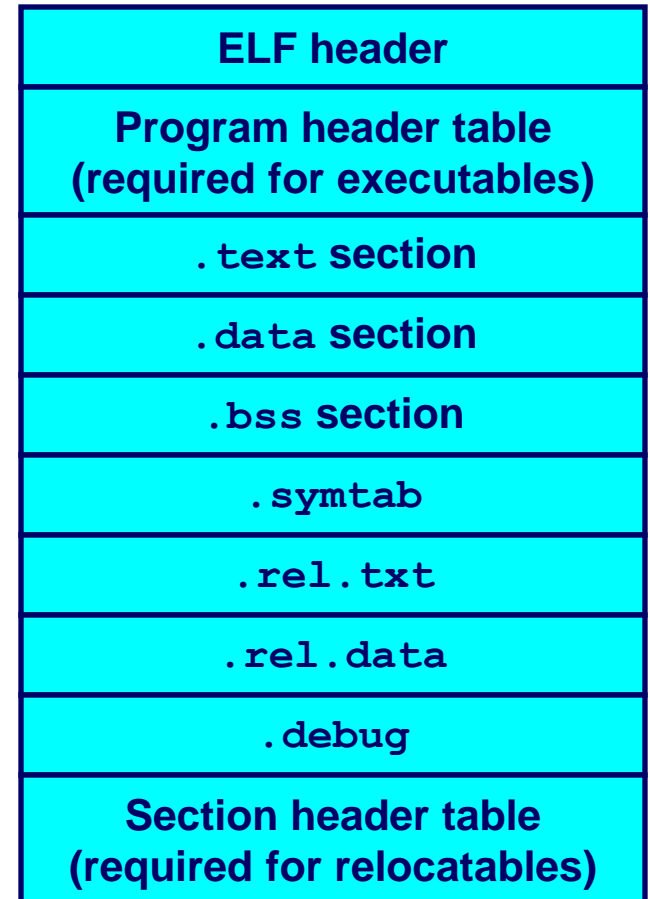 ELF header
Program header table
(required for executables)
.text section
.data section
.bss section
.symtab
.rel.txt
.rel.data
.debug
Section header table
(required for relocatables)